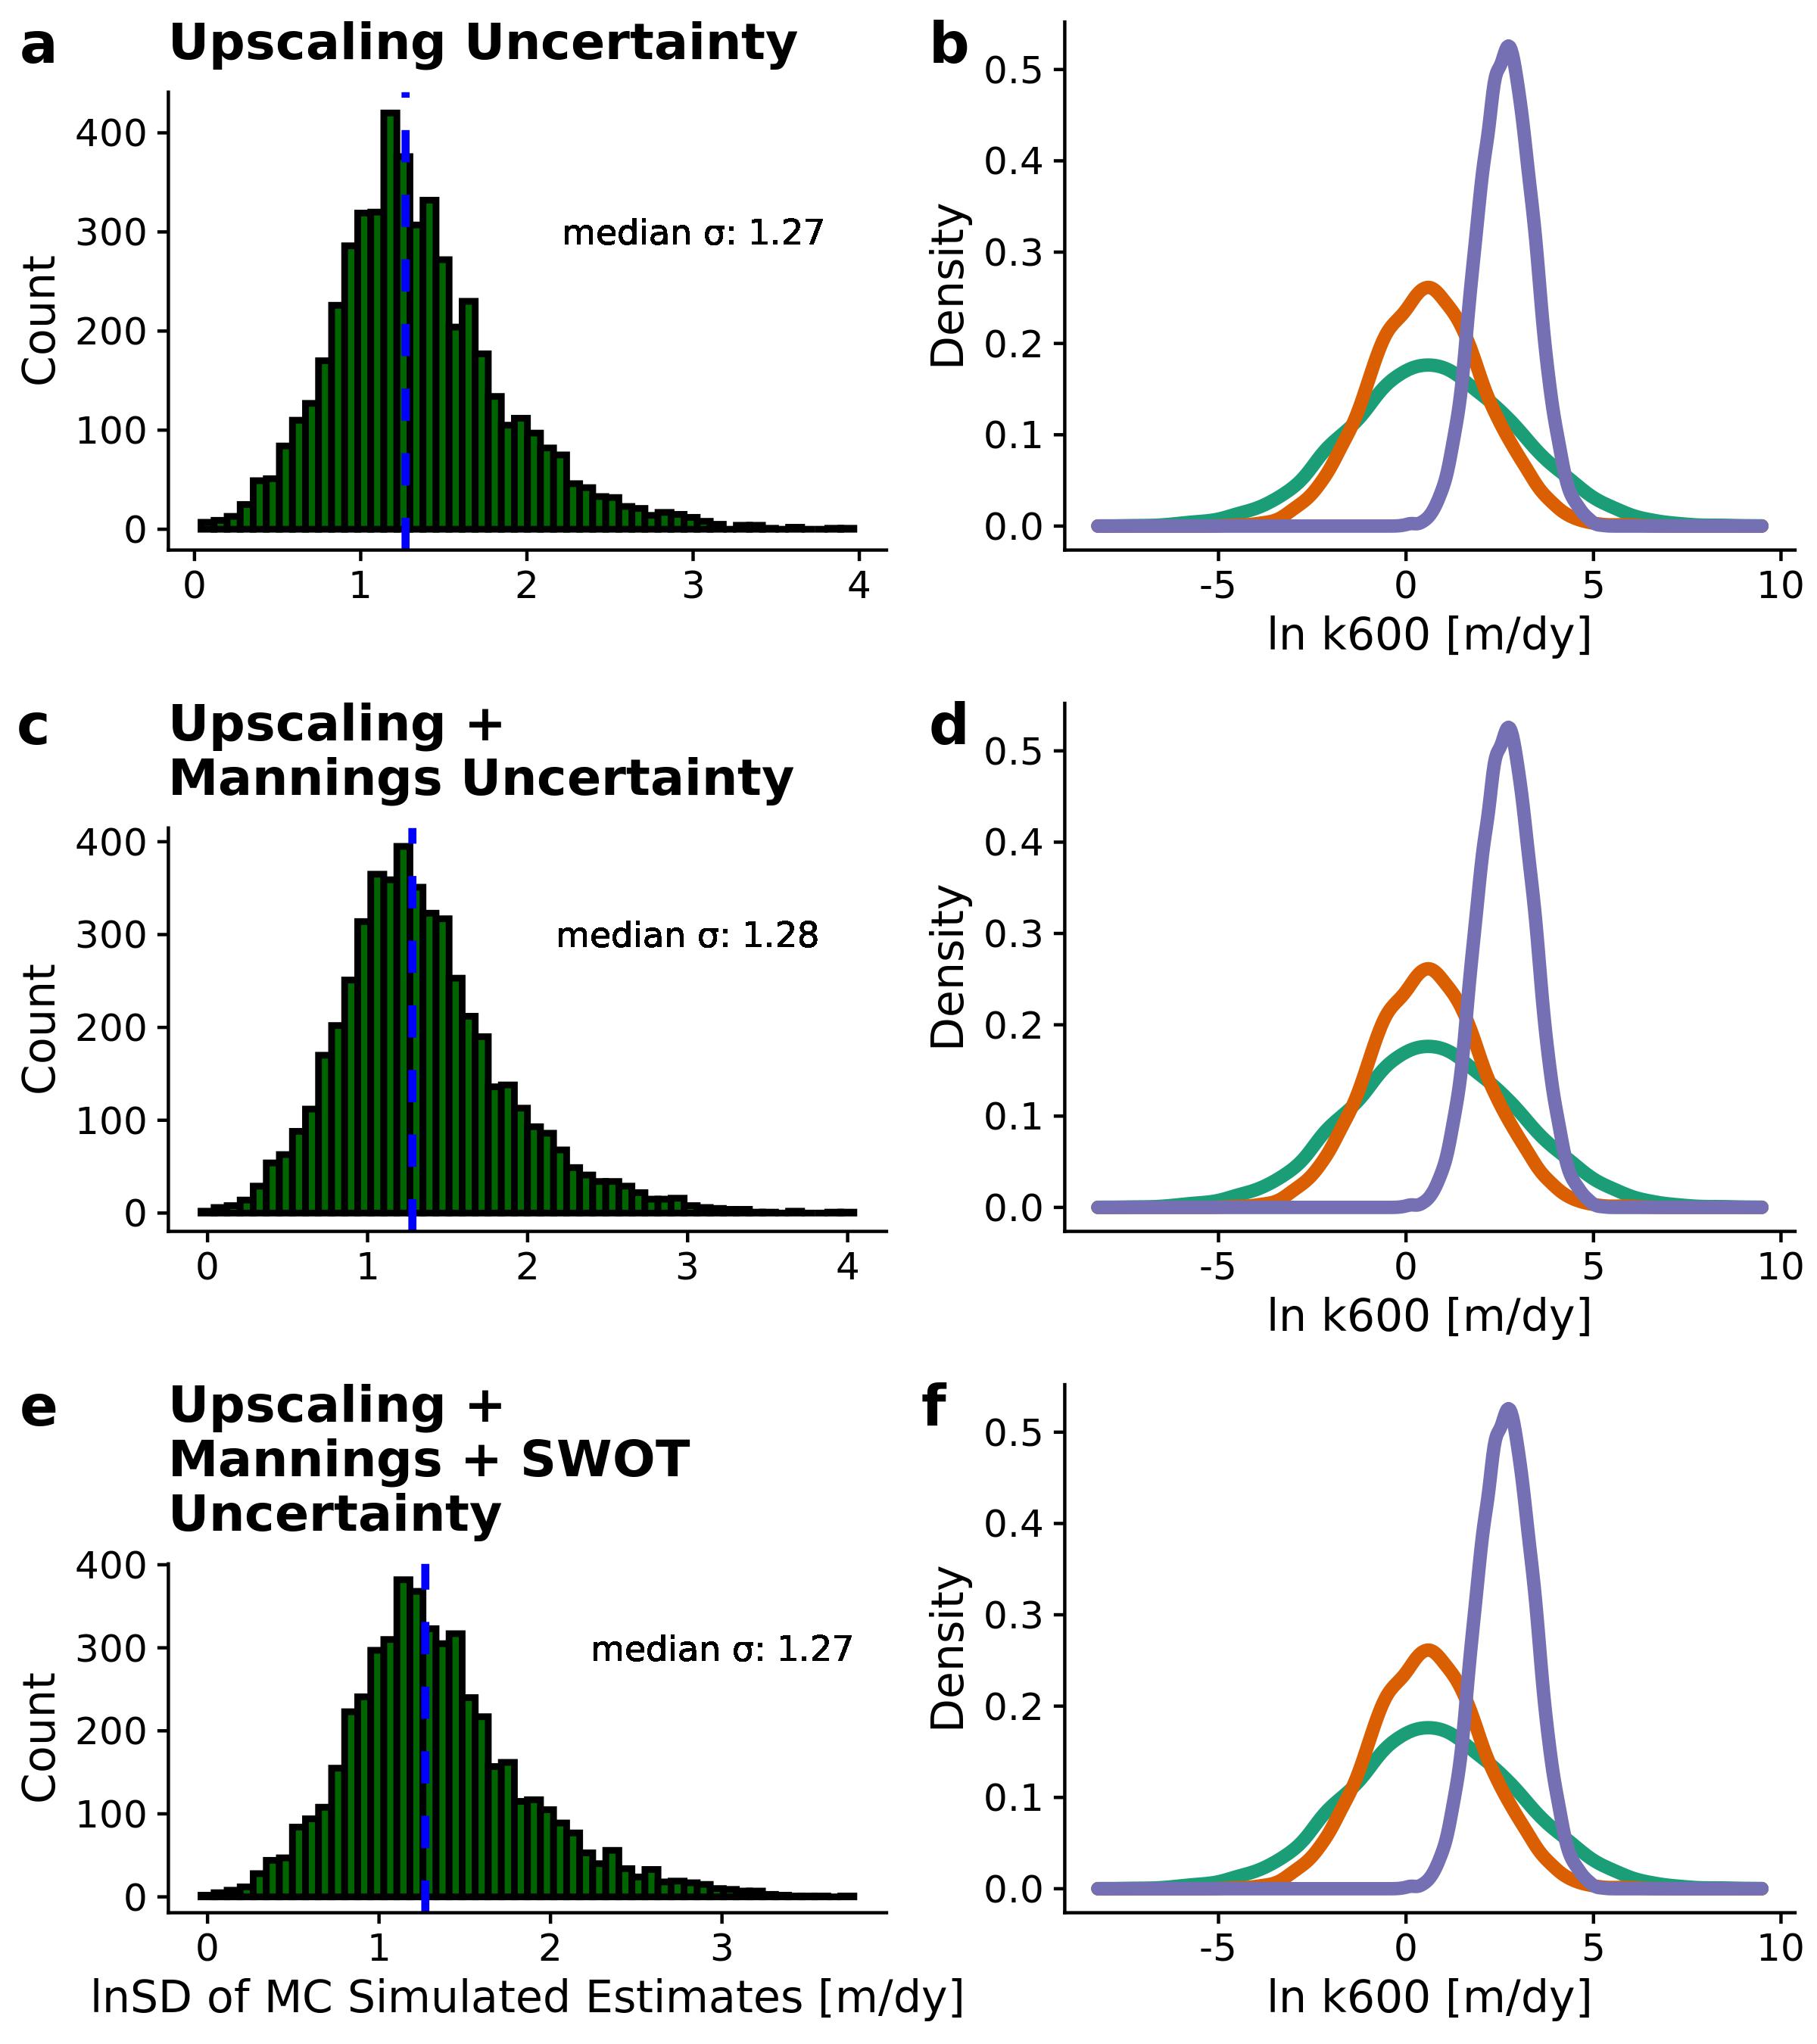 a
Upscaling Uncertainty
400
300
200
100
0
Count
median σ: 1.27
0 1 2 3 4
b
0.5
0.4
0.3
0.2
0.1
0.0
Density
-5 0 5 10
ln k600 [m/dy]
c
Upscaling +
Mannings Uncertainty
400
300
200
100
0
Count
median σ: 1.28
0 1 2 3 4
d
0.5
0.4
0.3
0.2
0.1
0.0
Density
-5 0 5 10
ln k600 [m/dy]
e
Upscaling +
Mannings + SWOT
Uncertainty
400
300
200
100
0
Count
median σ: 1.27
0 1 2 3
lnSD of MC Simulated Estimates [m/dy]
f
0.5
0.4
0.3
0.2
0.1
0.0
Density
-5 0 5 10
ln k600 [m/dy]